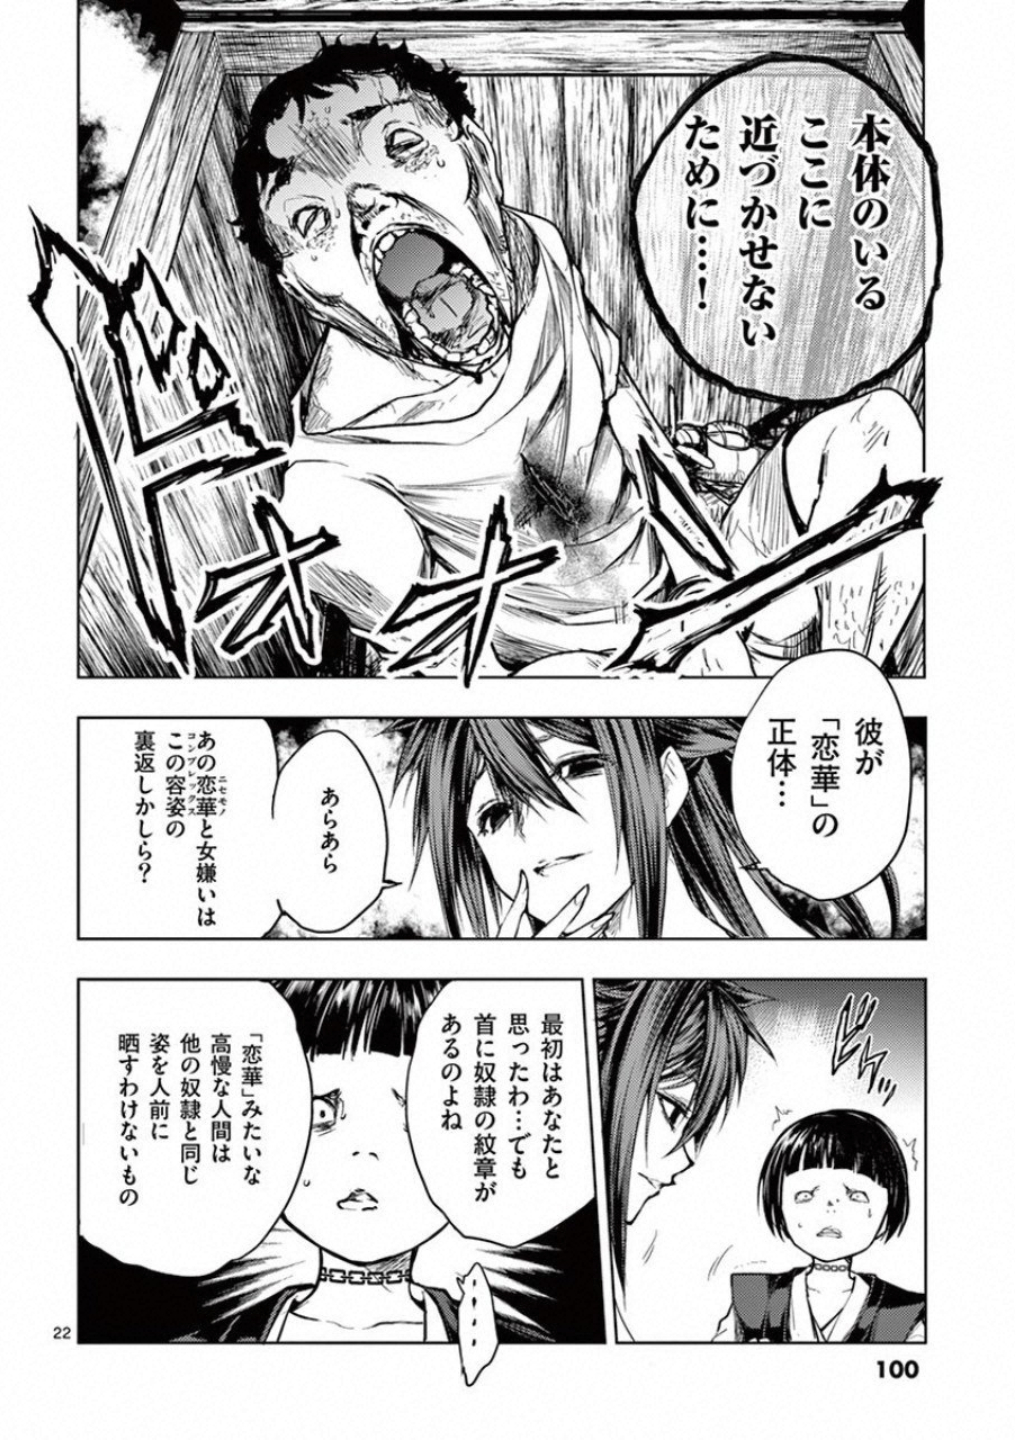 本体のいる
ここに
近づかせない
ために……！
ドオオオン
彼が
「恋華」の
正体…
あらあら
あの恋華と女嫌いは
ニセモノ
この容姿の
コンプレックス
裏返しかしら？
ビクッ
最初はあなたと
思ったわ…でも
首に奴隷の紋章が
あるのよね
「恋華」みたいな
高慢な人間は
他の奴隷と同じ
姿を人前に
晒すわけないもの
……
22
100